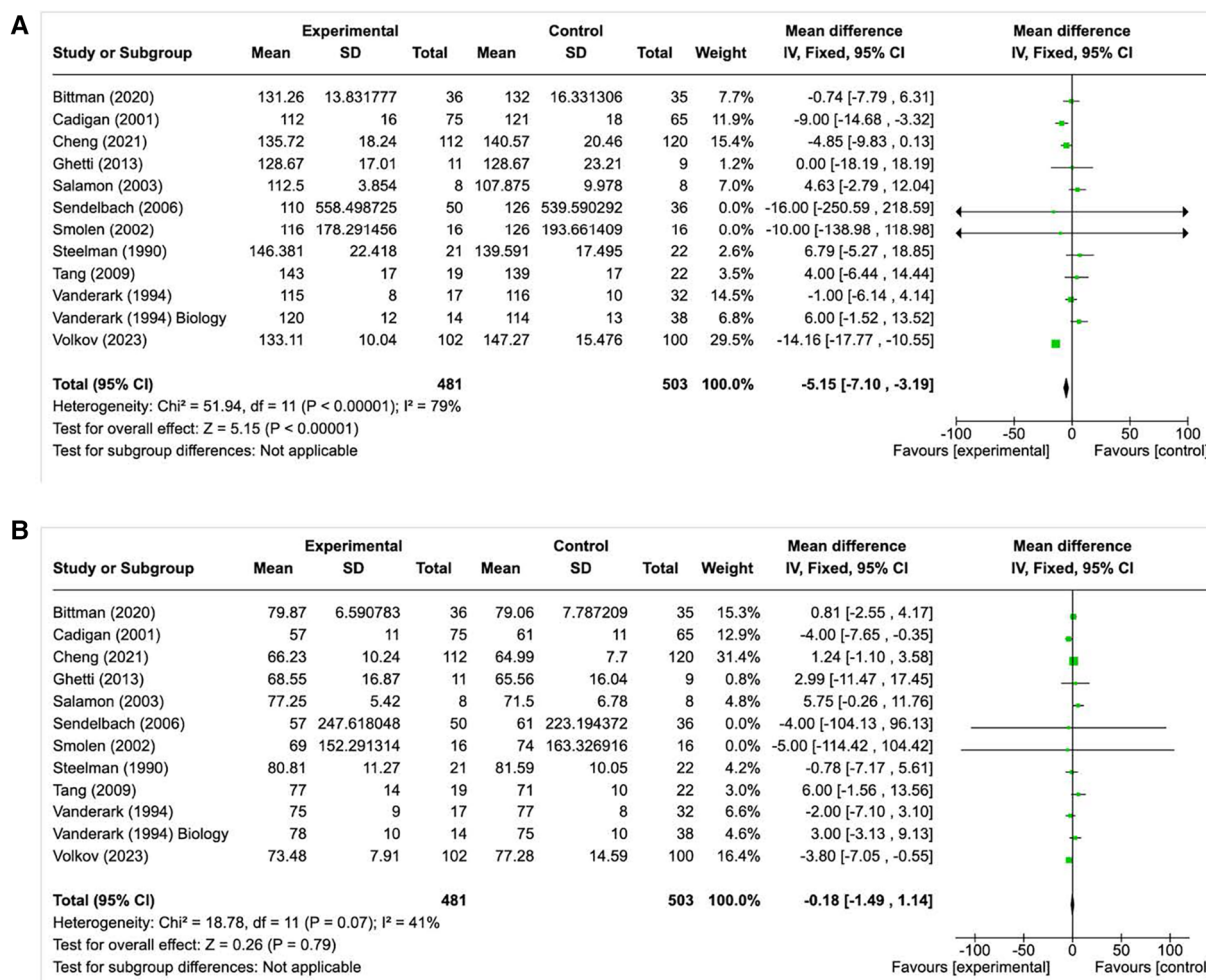 A
Experimental Control Mean difference Mean difference
Study or Subgroup Mean SD Total Mean SD Total Weight IV, Fixed, 95% CI IV, Fixed, 95% CI
Bittman (2020) 131.26 13.831777 36 132 16.331306 35 7.7% -0.74 [-7.79 , 6.31]
Cadigan (2001) 112 16 75 121 18 65 11.9% -9.00 [-14.68 , -3.32]
Cheng (2021) 135.72 18.24 112 140.57 20.46 120 15.4% -4.85 [-9.83 , 0.13]
Ghetti (2013) 128.67 17.01 11 128.67 23.21 9 1.2% 0.00 [-18.19 , 18.19]
Salamon (2003) 112.5 3.854 8 107.875 9.978 8 7.0% 4.63 [-2.79 , 12.04]
Sendelbach (2006) 110 558.498725 50 126 539.590292 36 0.0% -16.00 [-250.59 , 218.59]
Smolen (2002) 116 178.291456 16 126 193.661409 16 0.0% -10.00 [-138.98 , 118.98]
Steelman (1990) 146.381 22.418 21 139.591 17.495 22 2.6% 6.79 [-5.27 , 18.85]
Tang (2009) 143 17 19 139 17 22 3.5% 4.00 [-6.44 , 14.44]
Vanderark (1994) 115 8 17 116 10 32 14.5% -1.00 [-6.14 , 4.14]
Vanderark (1994) Biology 120 12 14 114 13 38 6.8% 6.00 [-1.52 , 13.52]
Volkov (2023) 133.11 10.04 102 147.27 15.476 100 29.5% -14.16 [-17.77 , -10.55]
Total (95% CI) 481 503 100.0% -5.15 [-7.10 , -3.19]
Heterogeneity: Chi² = 51.94, df = 11 (P < 0.00001); I² = 79%
Test for overall effect: Z = 5.15 (P < 0.00001)
Test for subgroup differences: Not applicable
-100 -50 0 50 100
Favours [experimental] Favours [control]
B
Experimental Control Mean difference Mean difference
Study or Subgroup Mean SD Total Mean SD Total Weight IV, Fixed, 95% CI IV, Fixed, 95% CI
Bittman (2020) 79.87 6.590783 36 79.06 7.787209 35 15.3% 0.81 [-2.55 , 4.17]
Cadigan (2001) 57 11 75 61 11 65 12.9% -4.00 [-7.65 , -0.35]
Cheng (2021) 66.23 10.24 112 64.99 7.7 120 31.4% 1.24 [-1.10 , 3.58]
Ghetti (2013) 68.55 16.87 11 65.56 16.04 9 0.8% 2.99 [-11.47 , 17.45]
Salamon (2003) 77.25 5.42 8 71.5 6.78 8 4.8% 5.75 [-0.26 , 11.76]
Sendelbach (2006) 57 247.618048 50 61 223.194372 36 0.0% -4.00 [-104.13 , 96.13]
Smolen (2002) 69 152.291314 16 74 163.326916 16 0.0% -5.00 [-114.42 , 104.42]
Steelman (1990) 80.81 11.27 21 81.59 10.05 22 4.2% -0.78 [-7.17 , 5.61]
Tang (2009) 77 14 19 71 10 22 3.0% 6.00 [-1.56 , 13.56]
Vanderark (1994) 75 9 17 77 8 32 6.6% -2.00 [-7.10 , 3.10]
Vanderark (1994) Biology 78 10 14 75 10 38 4.6% 3.00 [-3.13 , 9.13]
Volkov (2023) 73.48 7.91 102 77.28 14.59 100 16.4% -3.80 [-7.05 , -0.55]
Total (95% CI) 481 503 100.0% -0.18 [-1.49 , 1.14]
Heterogeneity: Chi² = 18.78, df = 11 (P = 0.07); I² = 41%
Test for overall effect: Z = 0.26 (P = 0.79)
Test for subgroup differences: Not applicable
-100 -50 0 50 100
Favours [experimental] Favours [control]